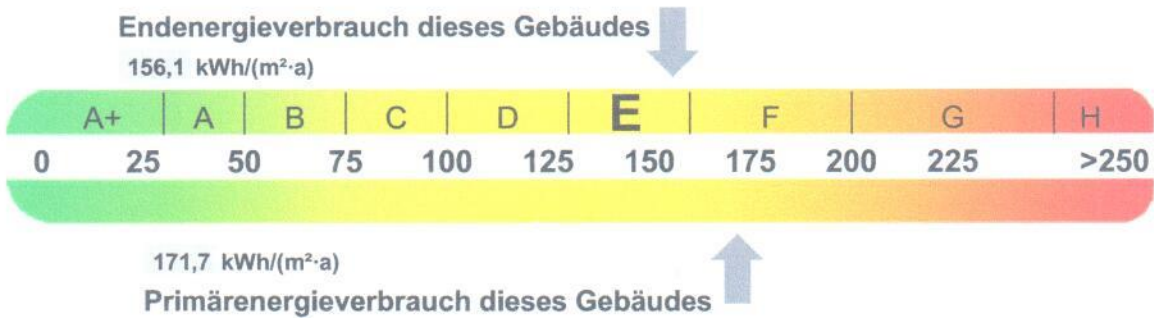 Endenergieverbrauch dieses Gebäudes
156,1 kWh/(m²·a)
A+ A B C D E F G H
0 25 50 75 100 125 150 175 200 225 >250
171,7 kWh/(m²·a)
Primärenergieverbrauch dieses Gebäudes